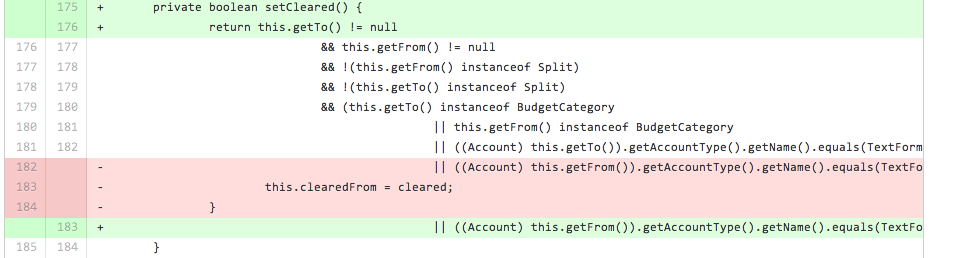 175 + private boolean setCleared() {
176 + return this.getTo() != null
176 177 && this.getFrom() != null
177 178 && !(this.getFrom() instanceof Split)
178 179 && !(this.getTo() instanceof Split)
179 180 && (this.getTo() instanceof BudgetCategory
180 181 || this.getFrom() instanceof BudgetCategory
181 182 || ((Account) this.getTo()).getAccountType().getName().equals(TextForm
182 - || ((Account) this.getFrom()).getAccountType().getName().equals(TextFo
183 - this.clearedFrom = cleared;
184 - }
183 + || ((Account) this.getFrom()).getAccountType().getName().equals(TextFo
185 184 }